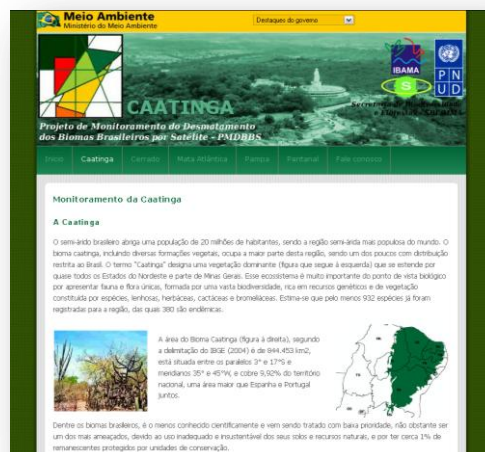 Meio Ambiente
Ministério do Meio Ambiente
Destaques do governo
IBAMA
P N
U D
CAATINGA
Projeto de Monitoramento do Desmatamento
dos Biomas Brasileiros por Satélite - PMDBBS
Início Caatinga Cerrado Mata Atlântica Pampa Pantanal Fale conosco
Monitoramento da Caatinga
A Caatinga
O semi-árido brasileiro abriga uma população de 20 milhões de habitantes, sendo a região semi-árida mais populosa do mundo. O
bioma caatinga, incluindo diversas formações vegetais, ocupa a maior parte desta região, sendo um dos poucos com distribuição
restrita ao Brasil. O termo "Caatinga" designa uma vegetação dominante (figura que segue à esquerda) que se extende por
quase todos os Estados do Nordeste e parte de Minas Gerais. Esse ecossistema é muito importante do ponto de vista biológico
por apresentar fauna e flora únicas, formada por uma vasta biodiversidade, rica em recursos genéticos e de vegetação
constituída por espécies, lenhosas, herbáceas, cactáceas e bromeliáceas. Estima-se que pelo menos 932 espécies já foram
registradas para a região, das quais 380 são endêmicas.
A área do Bioma Caatinga (figura à direita), segundo
a delimitação do IBGE (2004) é de 844.453 km2,
está situada entre os paralelos 3° e 17°S e
meridianos 35° e 45°W, e cobre 9,92% do território
nacional, uma área maior que Espanha e Portugal
juntos.
Dentre os biomas brasileiros, é o menos conhecido cientificamente e vem sendo tratado com baixa prioridade, não obstante ser
um dos mais ameaçados, devido ao uso inadequado e insustentável dos seus solos e recursos naturais, e por ter cerca 1% de
remanescentes protegidos por unidades de conservação.